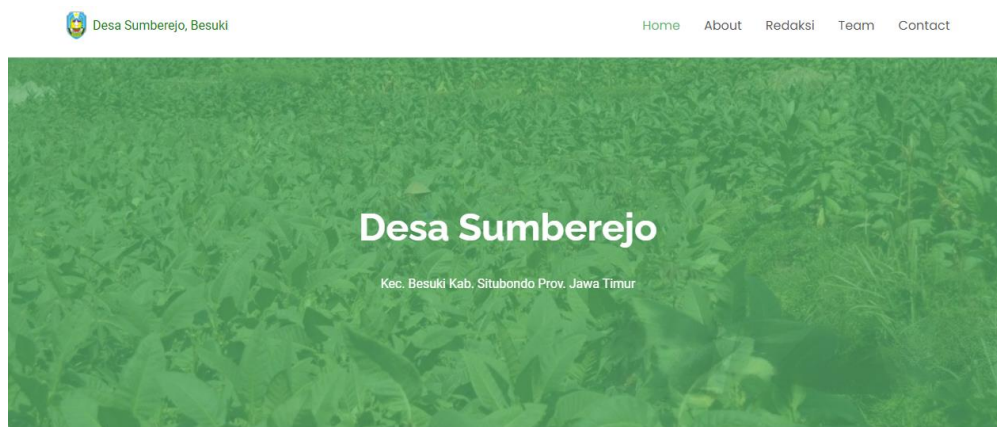 Desa Sumberejo, Besuki
Home About Redaksi Team Contact
Desa Sumberejo
Kec. Besuki Kab. Situbondo Prov. Jawa Timur